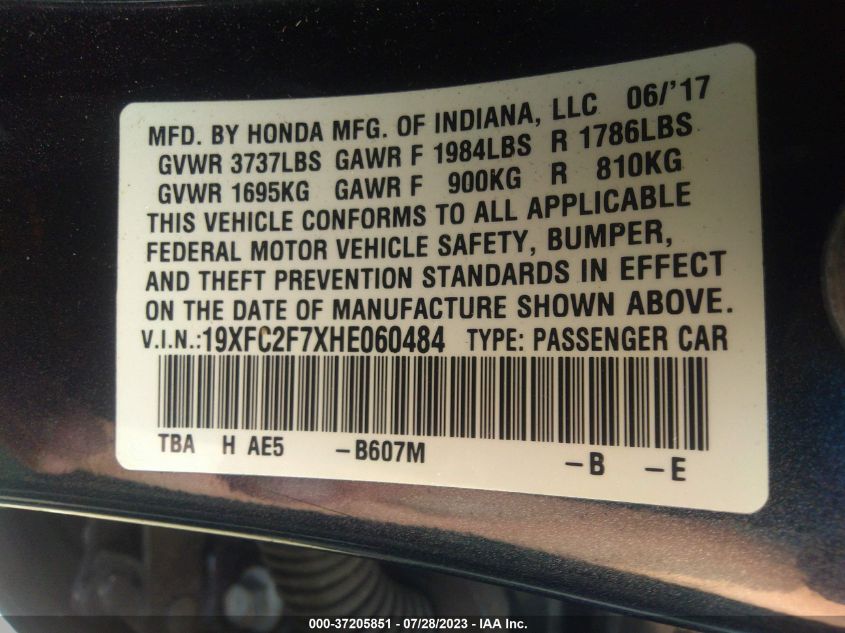 MFD. BY HONDA MFG. OF INDIANA, LLC 06/'17
GVWR 3737LBS GAWR F 1984LBS R 1786LBS
GVWR 1695KG GAWR F 900KG R 810KG
THIS VEHICLE CONFORMS TO ALL APPLICABLE
FEDERAL MOTOR VEHICLE SAFETY, BUMPER,
AND THEFT PREVENTION STANDARDS IN EFFECT
ON THE DATE OF MANUFACTURE SHOWN ABOVE.
V.I.N.:19XFC2F7XHE060484 TYPE: PASSENGER CAR
TBA H AE5 -B607M -B -E
000-37205851 - 07/28/2023 - IAA Inc.